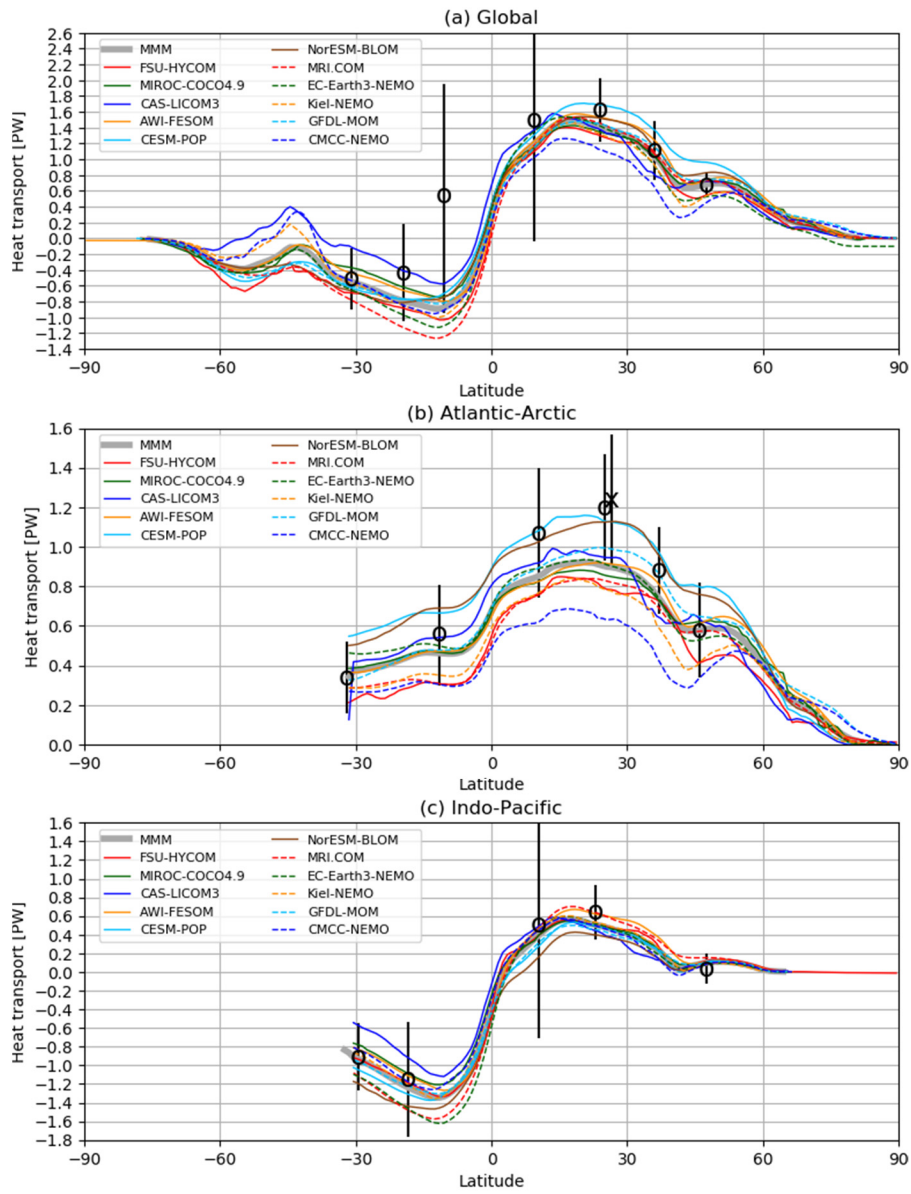 (a) Global
Heat transport [PW]
2.6
2.4
2.2
2.0
1.8
1.6
1.4
1.2
1.0
0.8
0.6
0.4
0.2
0.0
−0.2
−0.4
−0.6
−0.8
−1.0
−1.2
−1.4
MMM
FSU-HYCOM
MIROC-COCO4.9
CAS-LICOM3
AWI-FESOM
CESM-POP
NorESM-BLOM
MRI.COM
EC-Earth3-NEMO
Kiel-NEMO
GFDL-MOM
CMCC-NEMO
−90 −60 −30 0 30 60 90
Latitude
(b) Atlantic-Arctic
Heat transport [PW]
1.6
1.4
1.2
1.0
0.8
0.6
0.4
0.2
0.0
MMM
FSU-HYCOM
MIROC-COCO4.9
CAS-LICOM3
AWI-FESOM
CESM-POP
NorESM-BLOM
MRI.COM
EC-Earth3-NEMO
Kiel-NEMO
GFDL-MOM
CMCC-NEMO
−90 −60 −30 0 30 60 90
Latitude
(c) Indo-Pacific
Heat transport [PW]
1.6
1.4
1.2
1.0
0.8
0.6
0.4
0.2
0.0
−0.2
−0.4
−0.6
−0.8
−1.0
−1.2
−1.4
−1.6
−1.8
MMM
FSU-HYCOM
MIROC-COCO4.9
CAS-LICOM3
AWI-FESOM
CESM-POP
NorESM-BLOM
MRI.COM
EC-Earth3-NEMO
Kiel-NEMO
GFDL-MOM
CMCC-NEMO
−90 −60 −30 0 30 60 90
Latitude